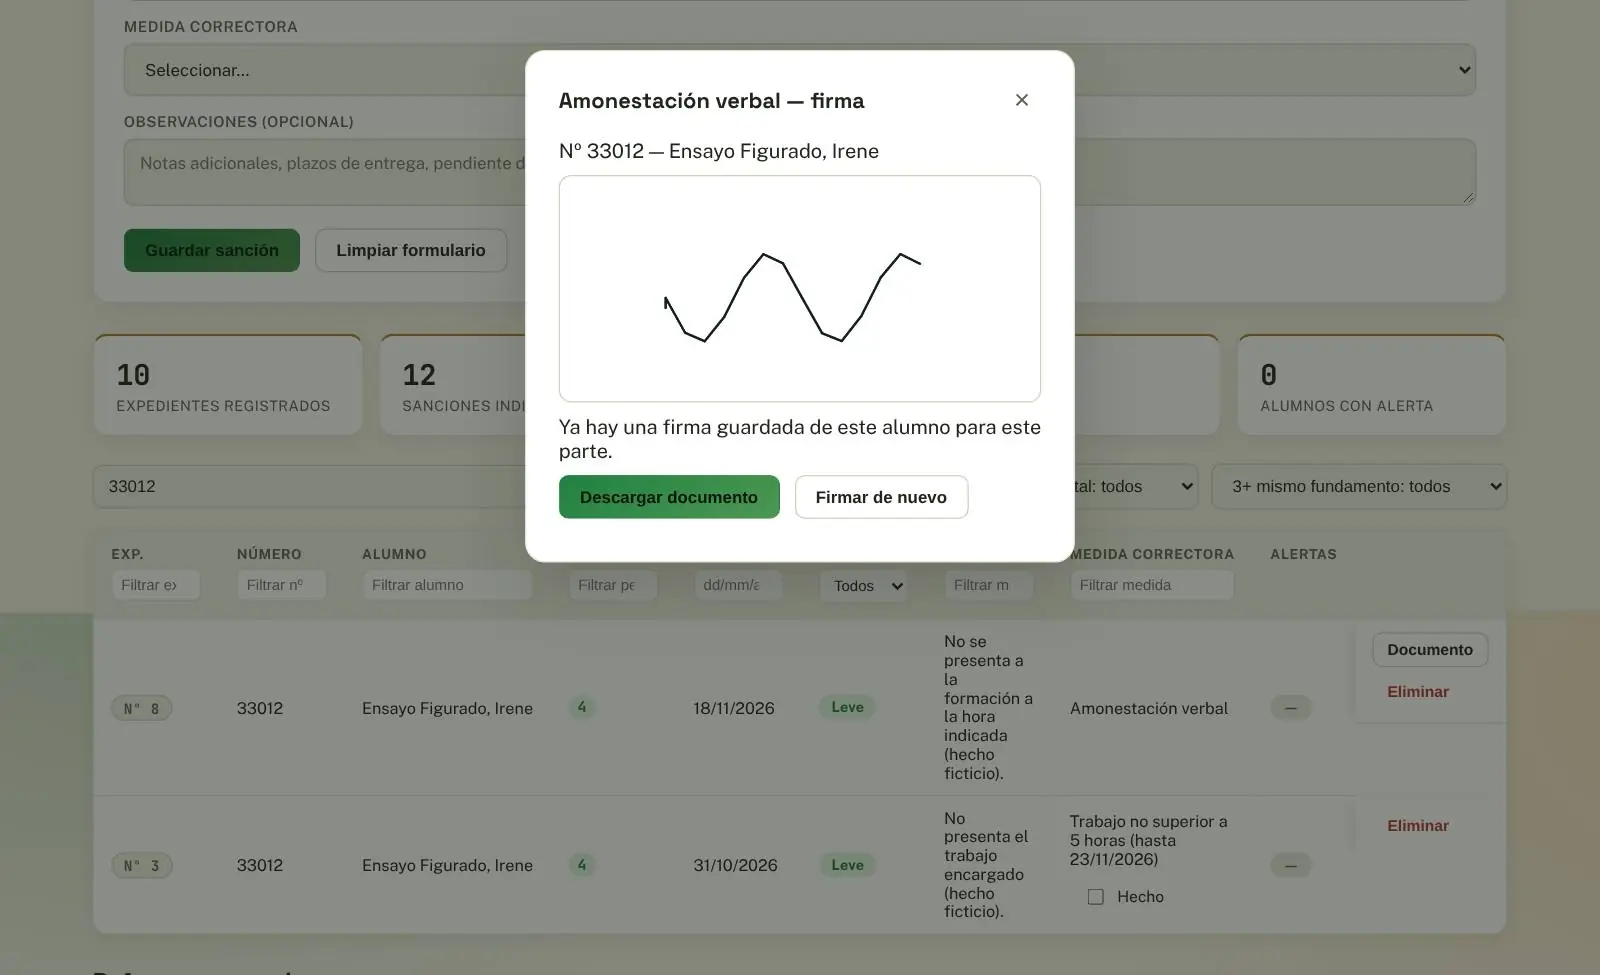 MEDIDA CORRECTORA
Seleccionar...
OBSERVACIONES (OPCIONAL)
Notas adicionales, plazos de entrega, pendiente d
Guardar sanción
Limpiar formulario
Amonestación verbal — firma
×
Nº 33012 — Ensayo Figurado, Irene
Ya hay una firma guardada de este alumno para este
parte.
Descargar documento
Firmar de nuevo
10
EXPEDIENTES REGISTRADOS
12
SANCIONES INDI
0
ALUMNOS CON ALERTA
33012
tal: todos
3+ mismo fundamento: todos
EXP.
NÚMERO
ALUMNO
MEDIDA CORRECTORA
ALERTAS
Filtrar ex
Filtrar nº
Filtrar alumno
Filtrar pe
dd/mm/a
Todos
Filtrar m
Filtrar medida
Nº 8
33012
Ensayo Figurado, Irene
4
18/11/2026
Leve
No se
presenta a
la
formación a
la hora
indicada
(hecho
ficticio).
Amonestación verbal
—
Documento
Eliminar
Nº 3
33012
Ensayo Figurado, Irene
4
31/10/2026
Leve
No
presenta el
trabajo
encargado
(hecho
ficticio).
Trabajo no superior a
5 horas (hasta
23/11/2026)
Hecho
—
Eliminar